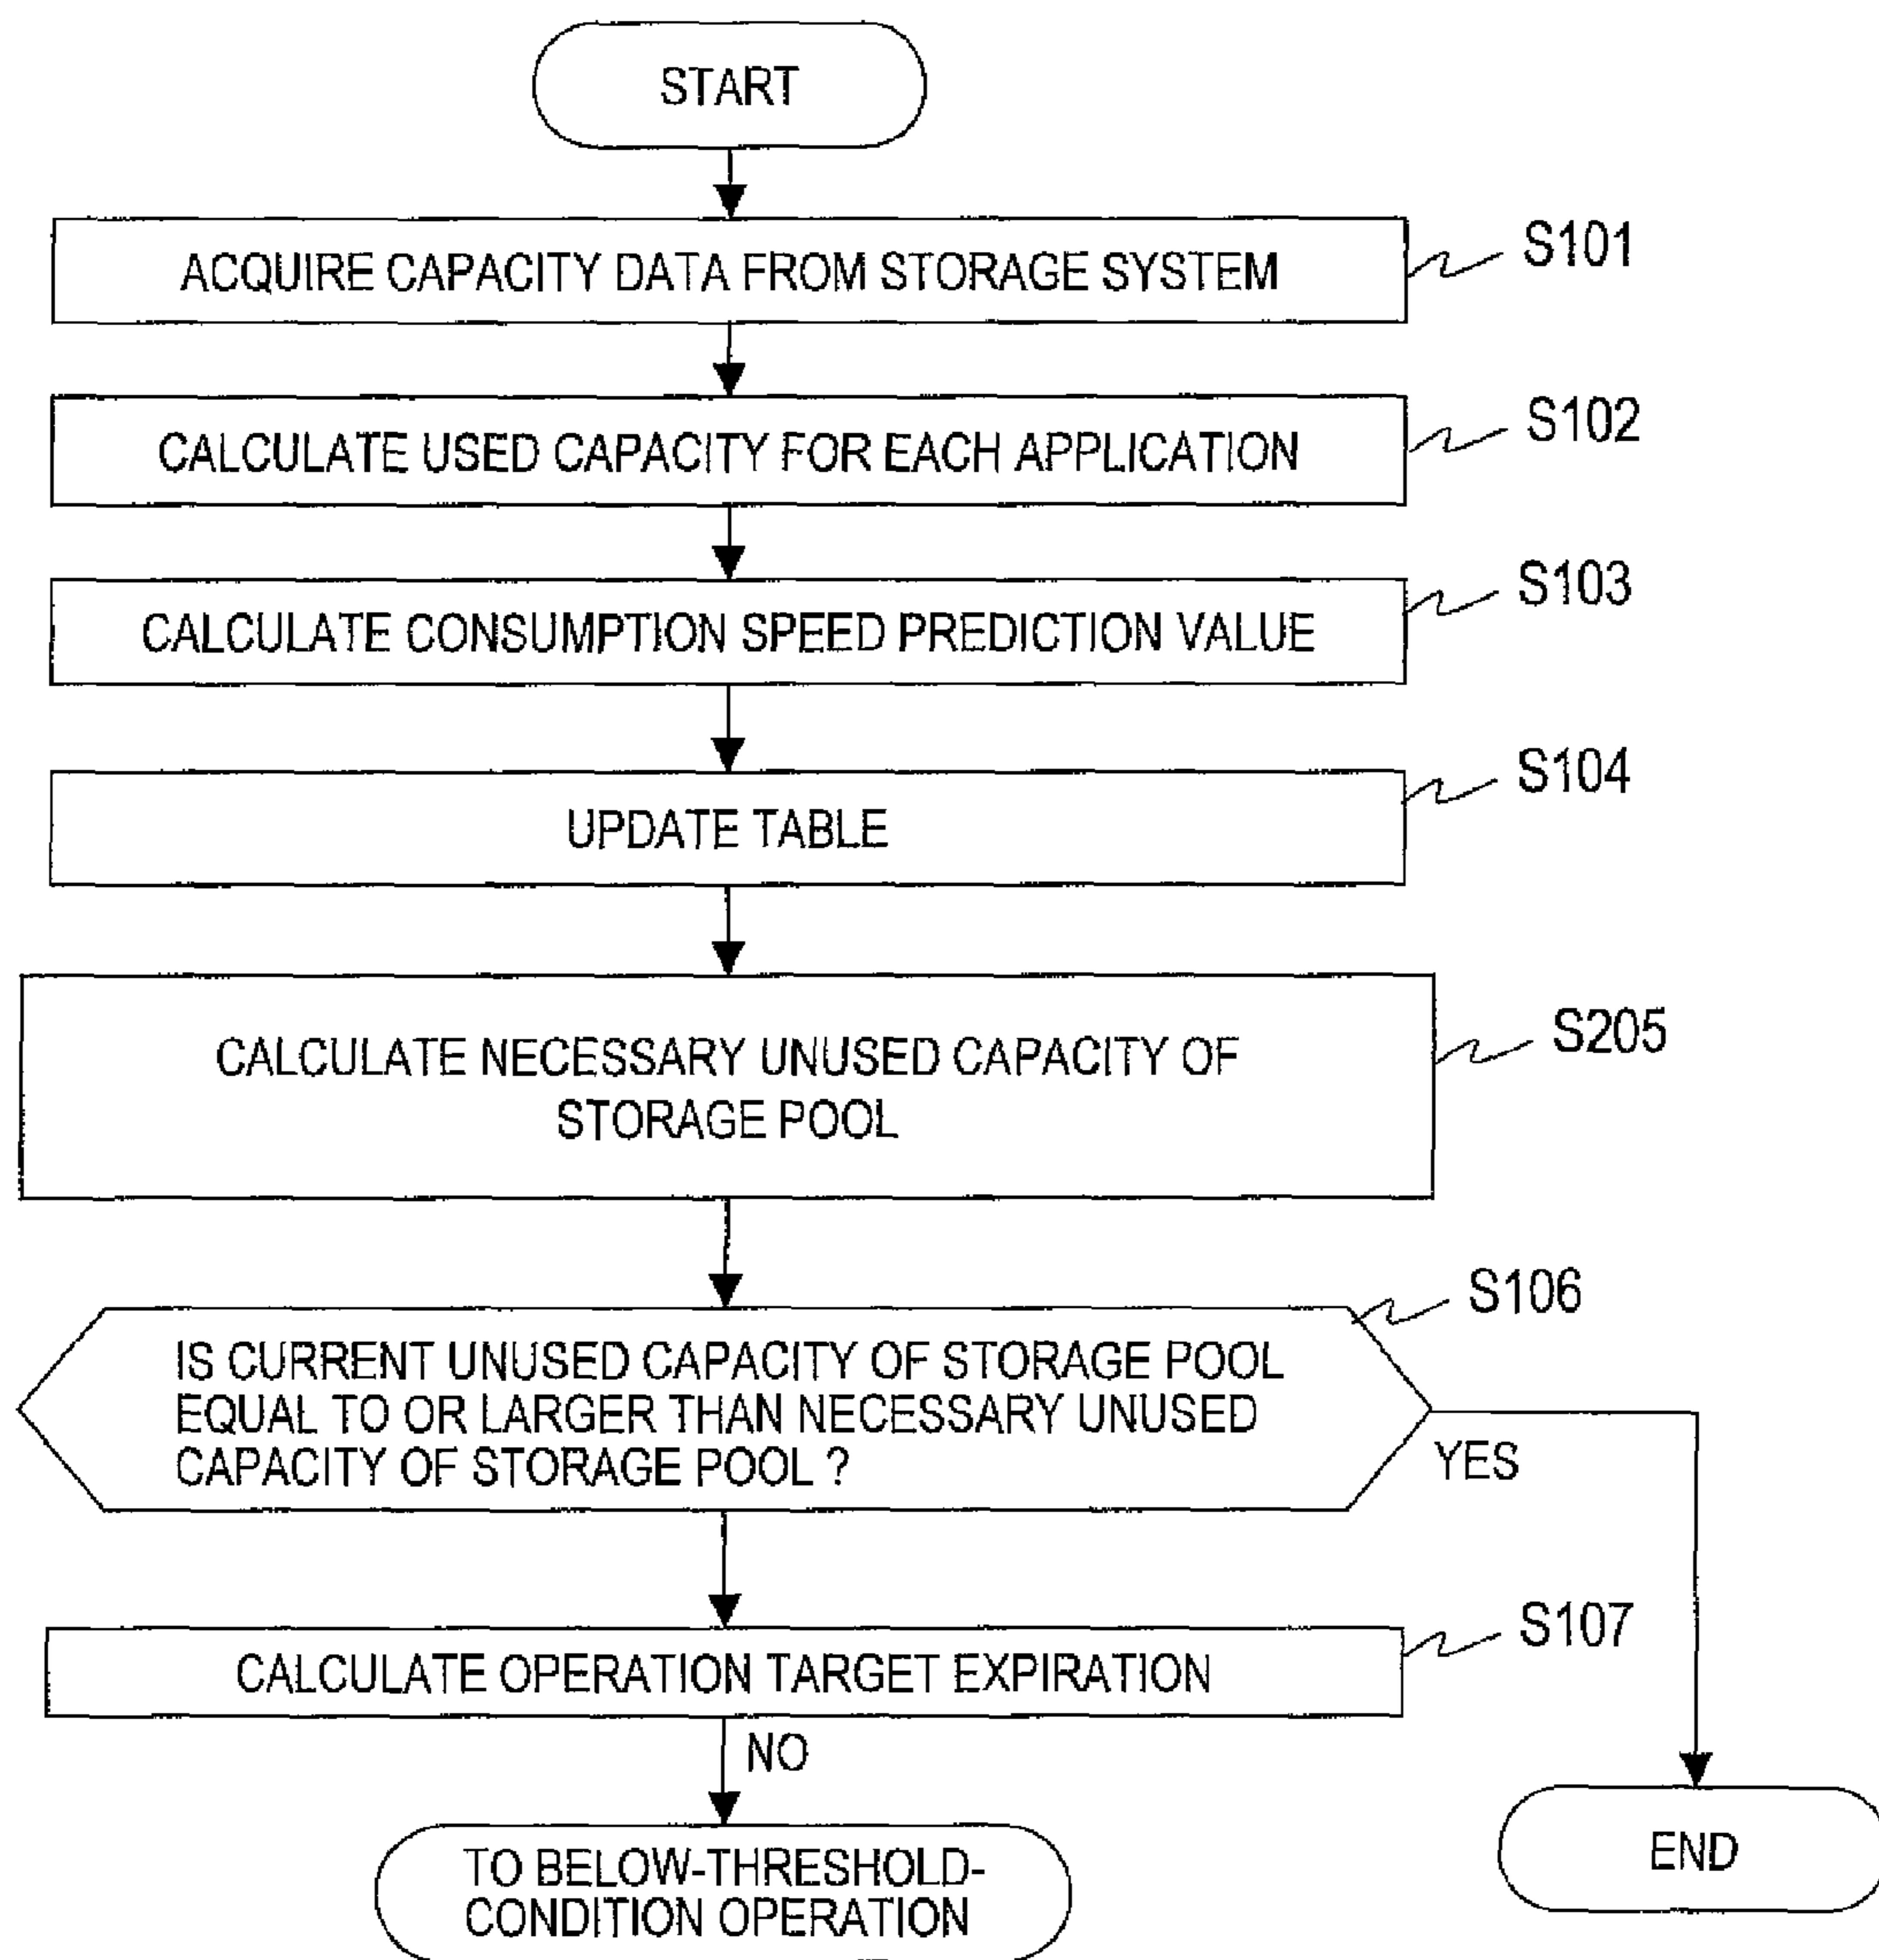 START
ACQUIRE CAPACITY DATA FROM STORAGE SYSTEM
S101
CALCULATE USED CAPACITY FOR EACH APPLICATION
S102
CALCULATE CONSUMPTION SPEED PREDICTION VALUE
S103
UPDATE TABLE
S104
CALCULATE NECESSARY UNUSED CAPACITY OF
STORAGE POOL
S205
IS CURRENT UNUSED CAPACITY OF STORAGE POOL
EQUAL TO OR LARGER THAN NECESSARY UNUSED
CAPACITY OF STORAGE POOL ?
S106
YES
CALCULATE OPERATION TARGET EXPIRATION
S107
NO
TO BELOW-THRESHOLD-
CONDITION OPERATION
END